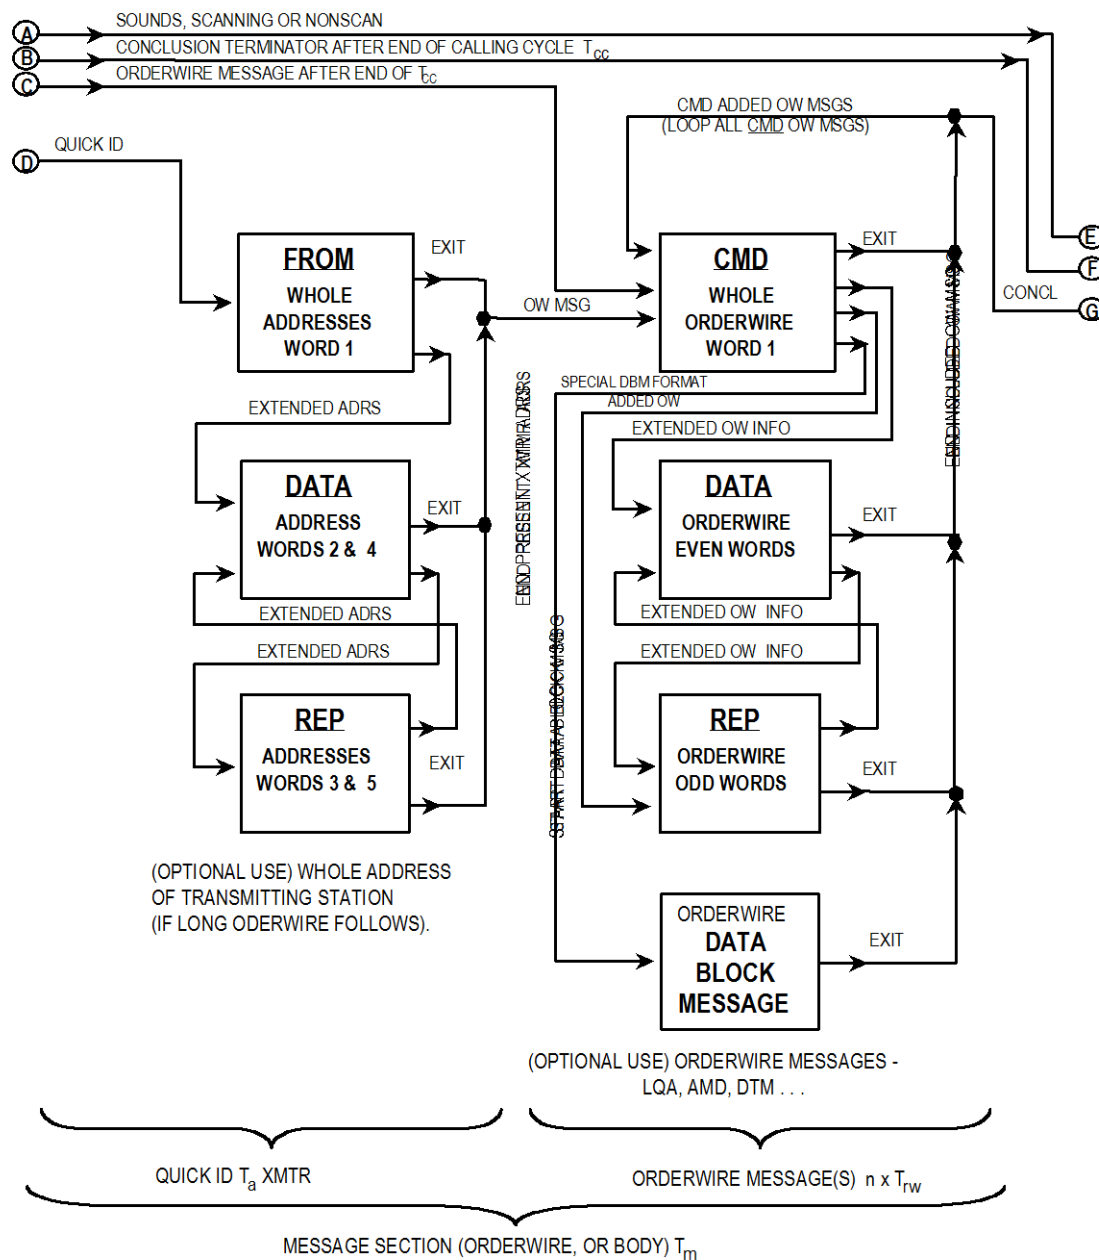 A
SOUNDS, SCANNING OR NONSCAN
B
CONCLUSION TERMINATOR AFTER END OF CALLING CYCLE Tcc
C
ORDERWIRE MESSAGE AFTER END OF Tcc
CMD ADDED OW MSGS
(LOOP ALL CMD OW MSGS)
D
QUICK ID
E
F
CONCL
G
FROM
WHOLE
ADDRESSES
WORD 1
EXIT
OW MSG
CMD
WHOLE
ORDERWIRE
WORD 1
EXIT
SPECIAL DBM FORMAT
ADDED OW
EXTENDED ADRS
EXTENDED OW INFO
DATA
ADDRESS
WORDS 2 & 4
EXIT
DATA
ORDERWIRE
EVEN WORDS
EXIT
EXTENDED ADRS
EXTENDED OW INFO
EXTENDED ADRS
EXTENDED OW INFO
REP
ADDRESSES
WORDS 3 & 5
EXIT
REP
ORDERWIRE
ODD WORDS
EXIT
(OPTIONAL USE) WHOLE ADDRESS
OF TRANSMITTING STATION
(IF LONG ODERWIRE FOLLOWS).
ORDERWIRE
DATA
BLOCK
MESSAGE
EXIT
(OPTIONAL USE) ORDERWIRE MESSAGES -
LQA, AMD, DTM . . .
QUICK ID Ta XMTR
ORDERWIRE MESSAGE(S) n x Trw
MESSAGE SECTION (ORDERWIRE, OR BODY) Tm